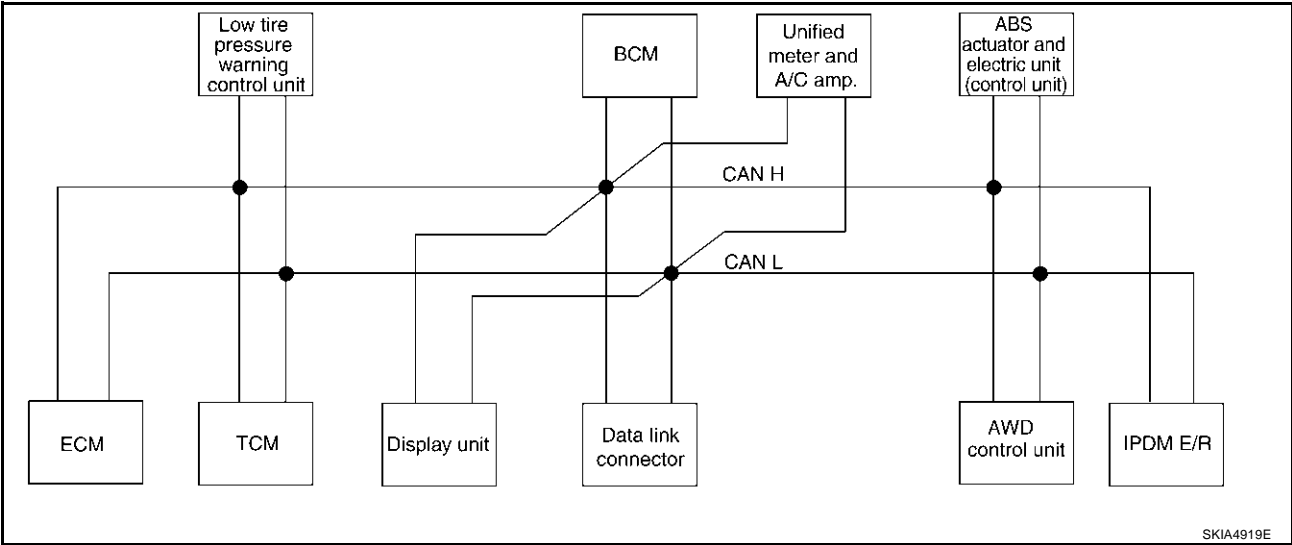 Low tire
pressure
warning
control unit
BCM
Unified
meter and
A/C amp.
ABS
actuator and
electric unit
(control unit)
CAN H
CAN L
ECM
TCM
Display unit
Data link
connector
AWD
control unit
IPDM E/R
SKIA4919E